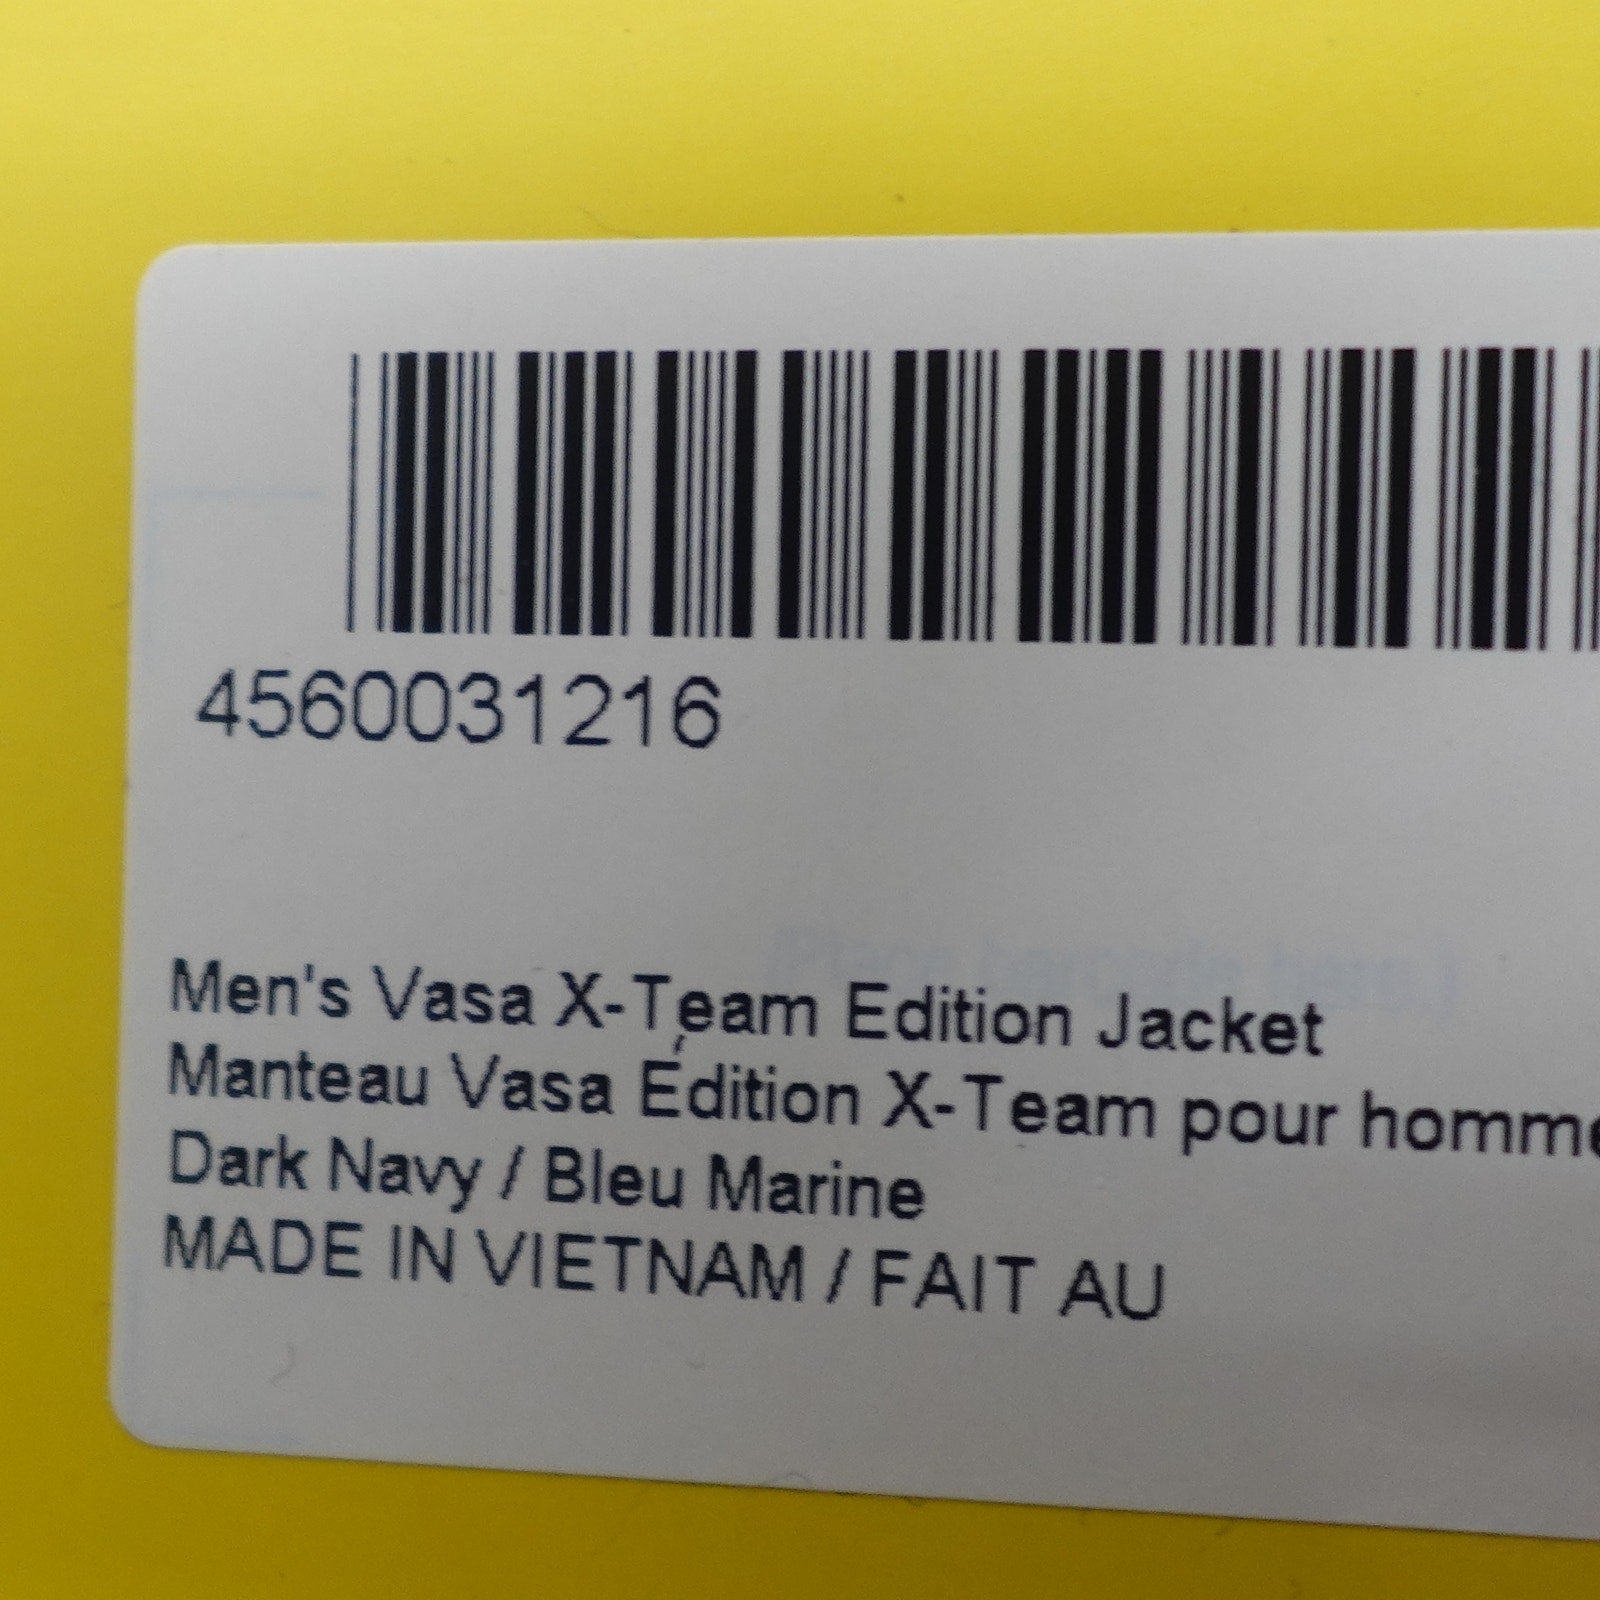 4560031216
Men's Vasa X-Team Edition Jacket
Manteau Vasa Édition X-Team pour homme
Dark Navy / Bleu Marine
MADE IN VIETNAM / FAIT AU